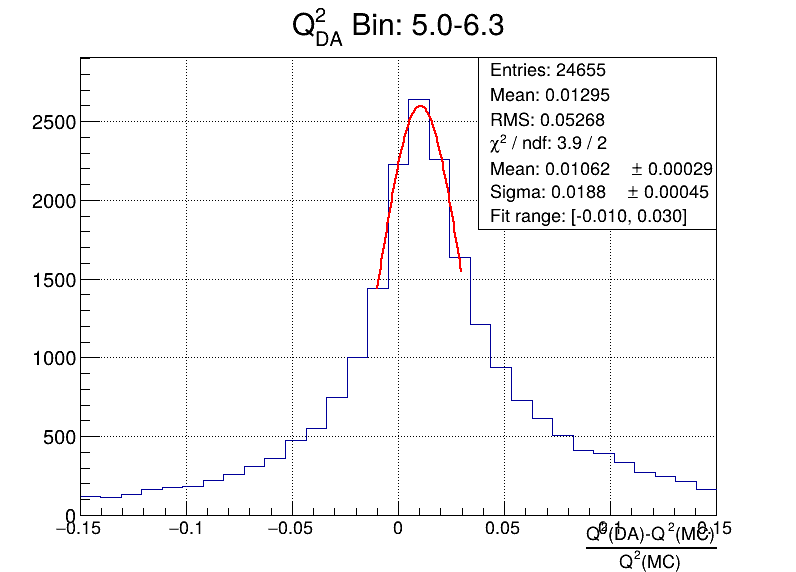 Q²_DA Bin: 5.0-6.3
Entries: 24655
Mean: 0.01295
RMS: 0.05268
χ² / ndf: 3.9 / 2
Mean: 0.01062 ± 0.00029
Sigma: 0.0188 ± 0.00045
Fit range: [-0.010, 0.030]
2500
2000
1500
1000
500
0
−0.15 −0.1 −0.05 0 0.05 0.1 0.15
Q²(DA)-Q²(MC)
Q²(MC)